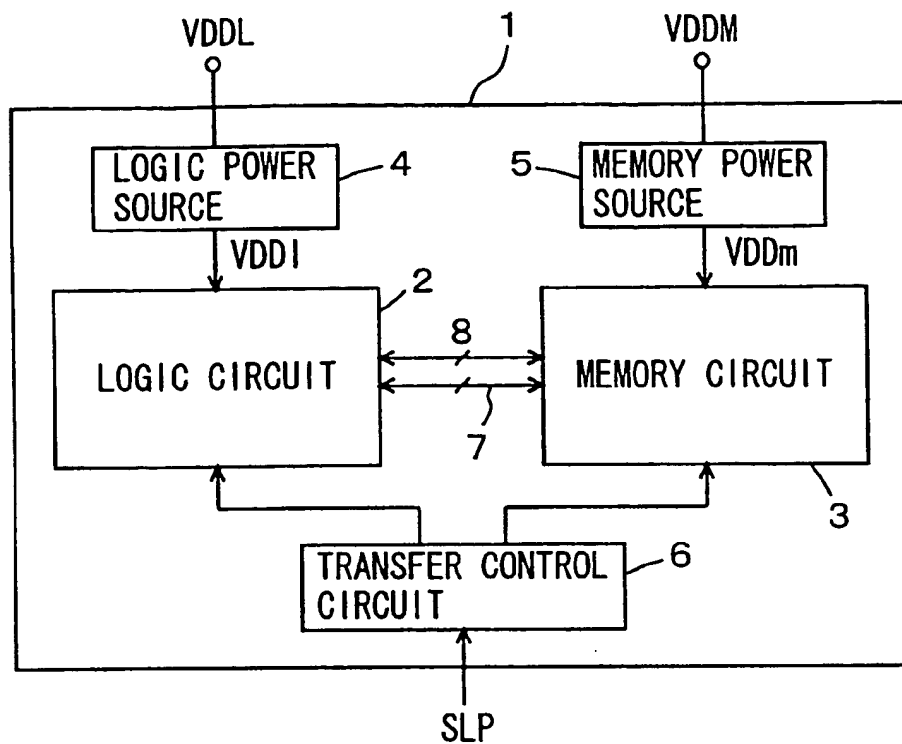 VDDL
1
VDDM
LOGIC POWER
SOURCE
4
5
MEMORY POWER
SOURCE
VDDl
VDDm
2
8
LOGIC CIRCUIT
MEMORY CIRCUIT
7
3
TRANSFER CONTROL
CIRCUIT
6
SLP